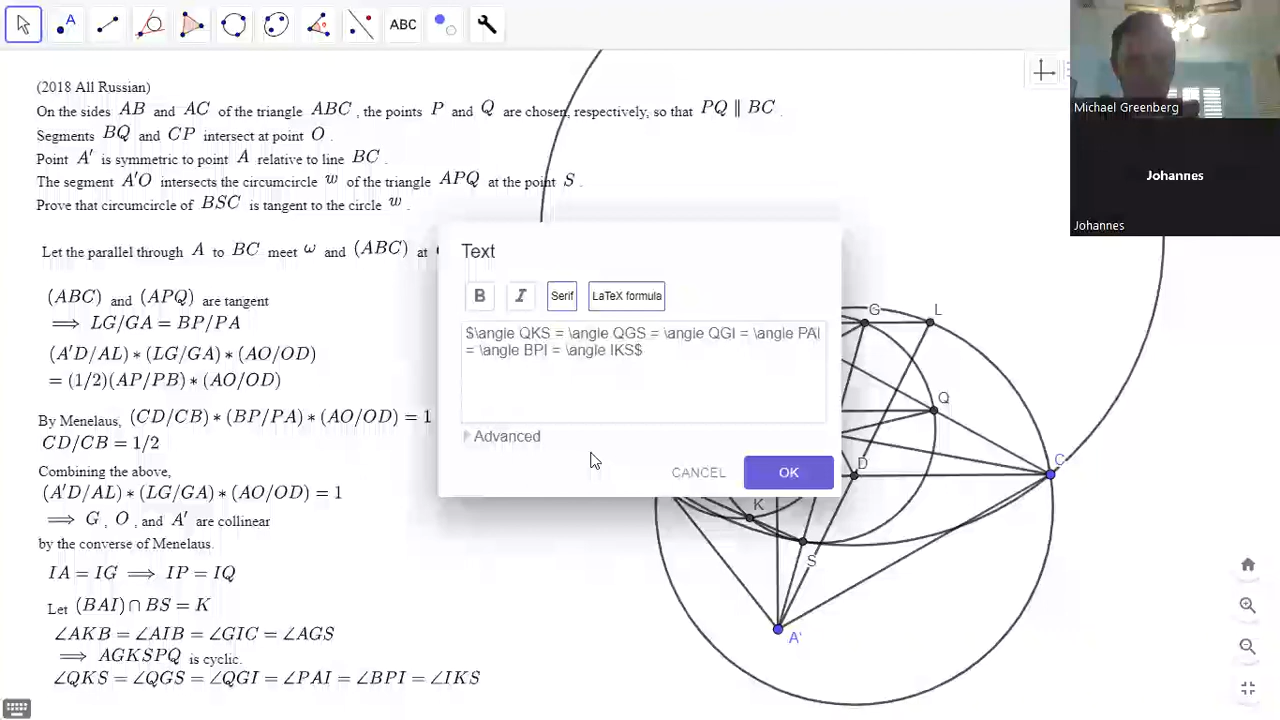 ABC
(2018 All Russian)
On the sides AB and AC of the triangle ABC , the points P and Q are chosen, respectively, so that PQ ∥ BC .
Segments BQ and CP intersect at point O .
Point A′ is symmetric to point A relative to line BC .
The segment A′O intersects the circumcircle w of the triangle APQ at the point S .
Prove that circumcircle of BSC is tangent to the circle w .
Let the parallel through A to BC meet ω and (ABC) at
(ABC) and (APQ) are tangent
⟹ LG/GA = BP/PA
(A′D/AL) ∗ (LG/GA) ∗ (AO/OD)
= (1/2)(AP/PB) ∗ (AO/OD)
By Menelaus, (CD/CB) ∗ (BP/PA) ∗ (AO/OD) = 1
CD/CB = 1/2
Combining the above,
(A′D/AL) ∗ (LG/GA) ∗ (AO/OD) = 1
⟹ G , O , and A′ are collinear
by the converse of Menelaus.
IA = IG ⟹ IP = IQ
Let (BAI) ∩ BS = K
∠AKB = ∠AIB = ∠GIC = ∠AGS
⟹ AGKSPQ is cyclic.
∠QKS = ∠QGS = ∠QGI = ∠PAI = ∠BPI = ∠IKS
Text
B I Serif LaTeX formula
$\angle QKS = \angle QGS = \angle QGI = \angle PAI
= \angle BPI = \angle IKS$
Advanced
CANCEL OK
G L
Q
D
C
K
S
A'
Michael Greenberg
Johannes
Johannes